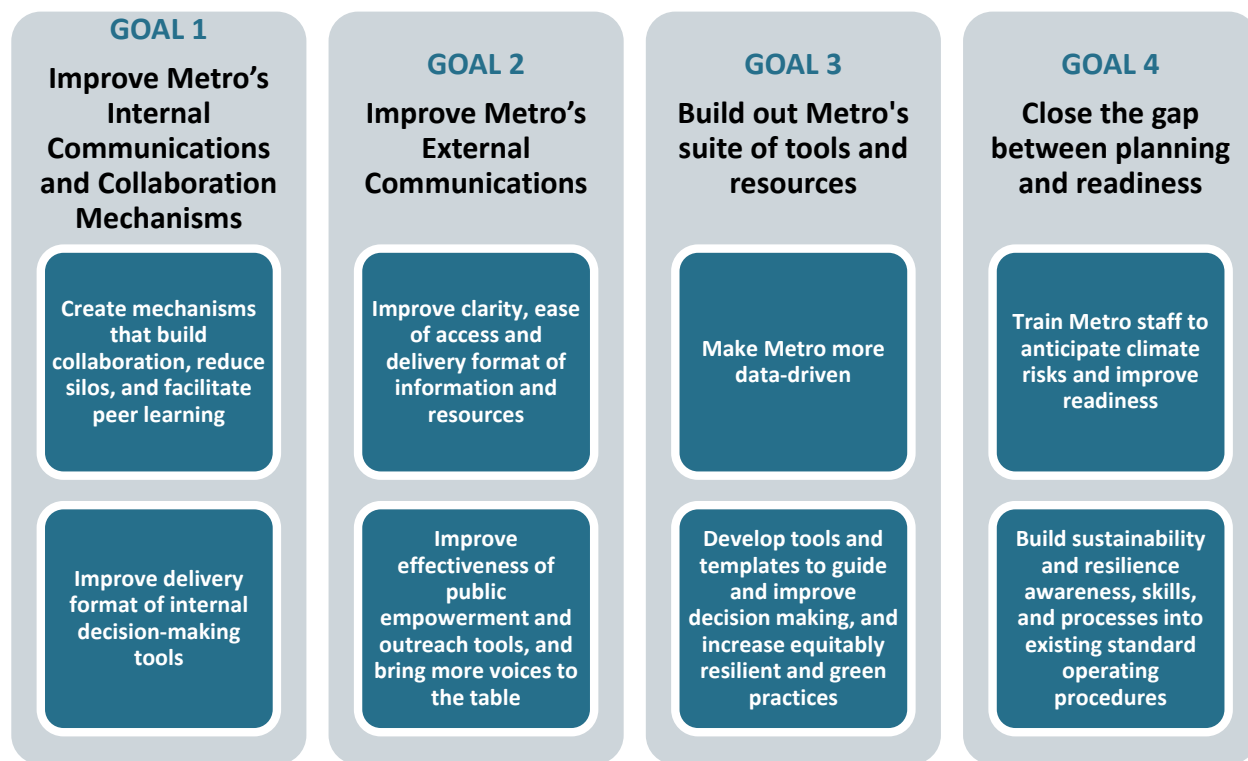 GOAL 1
Improve Metro’s
Internal
Communications
and Collaboration
Mechanisms
Create mechanisms
that build
collaboration, reduce
silos, and facilitate
peer learning
Improve delivery
format of internal
decision-making
tools
GOAL 2
Improve Metro’s
External
Communications
Improve clarity, ease
of access and
delivery format of
information and
resources
Improve
effectiveness of
public
empowerment and
outreach tools, and
bring more voices to
the table
GOAL 3
Build out Metro's
suite of tools and
resources
Make Metro more
data-driven
Develop tools and
templates to guide
and improve
decision making, and
increase equitably
resilient and green
practices
GOAL 4
Close the gap
between planning
and readiness
Train Metro staff to
anticipate climate
risks and improve
readiness
Build sustainability
and resilience
awareness, skills,
and processes into
existing standard
operating
procedures